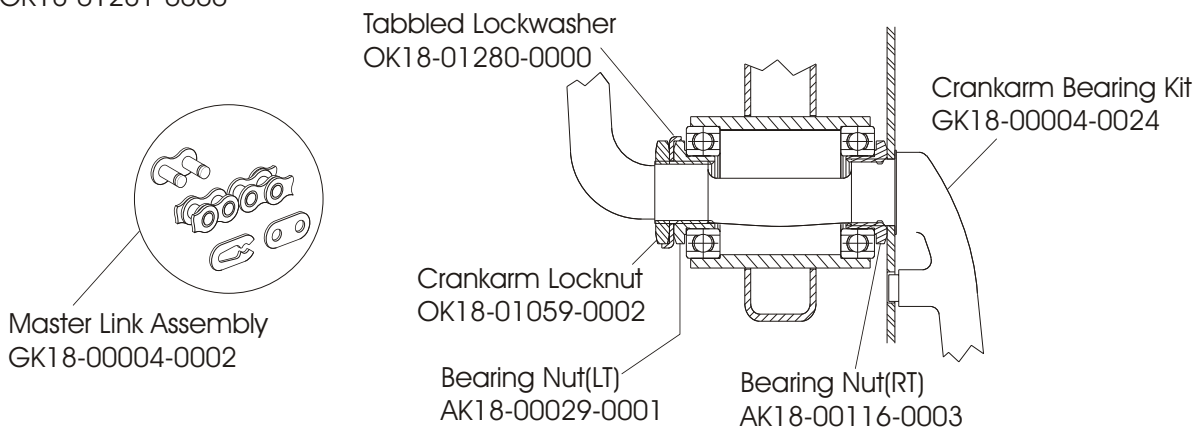 Tabbled Lockwasher
OK18-01280-0000
Crankarm Bearing Kit
GK18-00004-0024
Crankarm Locknut
OK18-01059-0002
Master Link Assembly
GK18-00004-0002
Bearing Nut(LT)
AK18-00029-0001
Bearing Nut(RT)
AK18-00116-0003